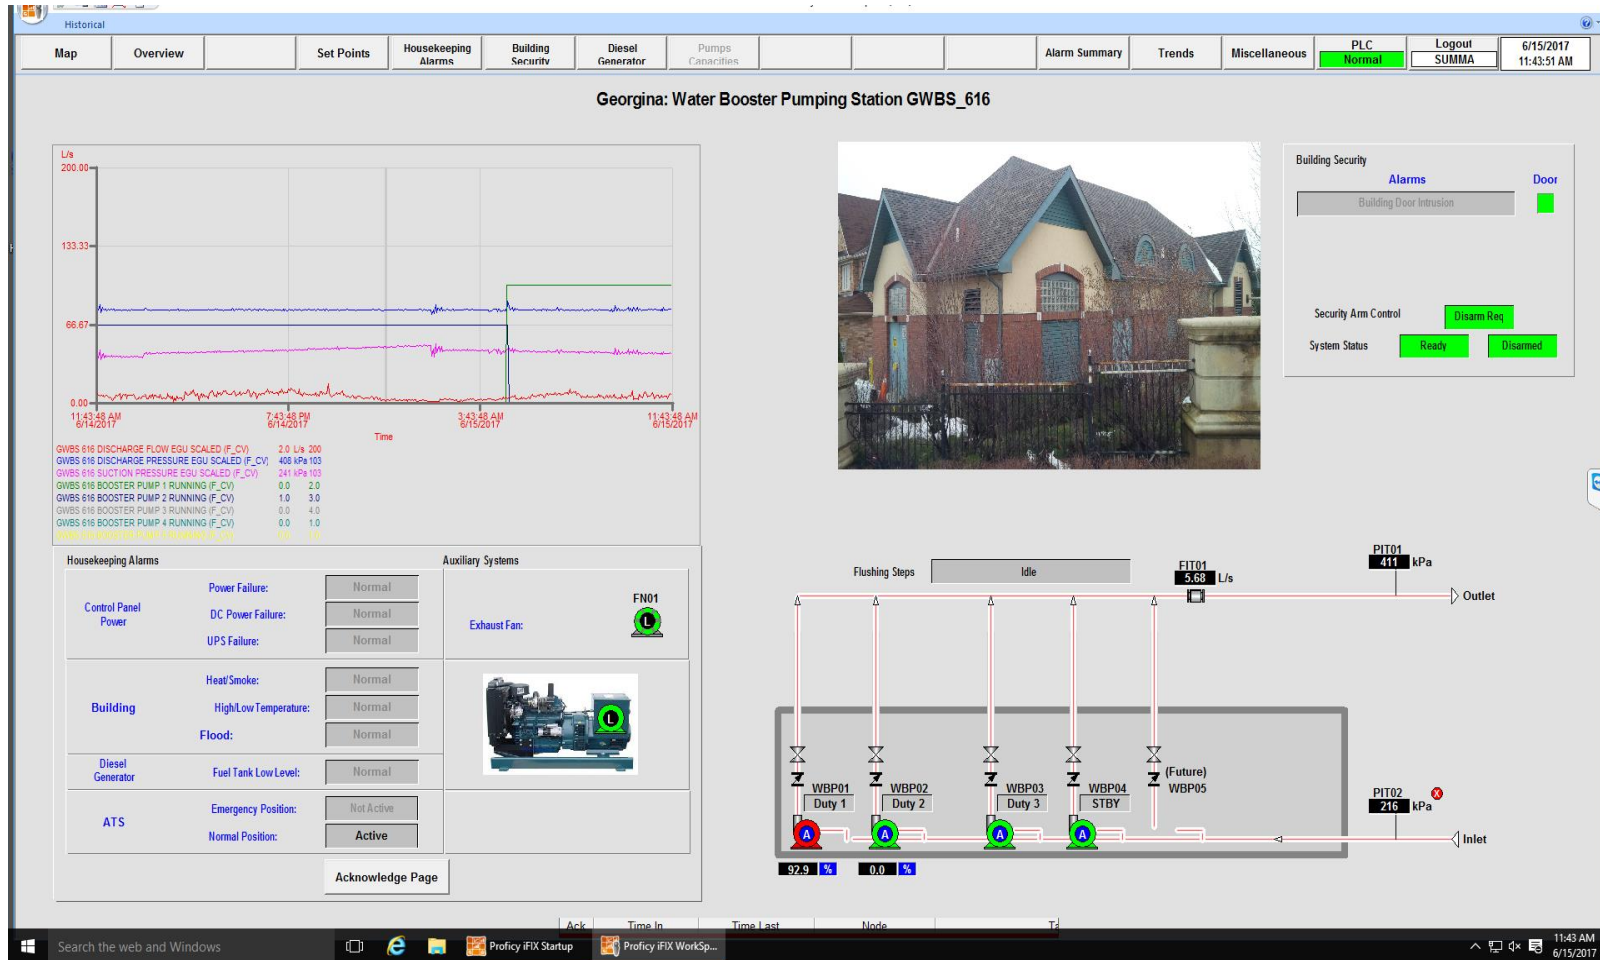 Historical
Map
Overview
Set Points
Housekeeping Alarms
Building Security
Diesel Generator
Pumps Capacities
Alarm Summary
Trends
Miscellaneous
PLC
Normal
Logout
SUMMA
6/15/2017
11:43:51 AM
Georgina: Water Booster Pumping Station GWBS_616
L/s
200.00
133.33
66.67
0.00
11:43:48 AM
6/14/2017
7:43:48 PM
6/14/2017
3:43:48 AM
6/15/2017
11:43:48 AM
6/15/2017
Time
GWBS 616 DISCHARGE FLOW EGU SCALED (F_CV) 2.0 L/s 200
GWBS 616 DISCHARGE PRESSURE EGU SCALED (F_CV) 408 kPa 103
GWBS 616 SUCTION PRESSURE EGU SCALED (F_CV) 241 kPa 103
GWBS 616 BOOSTER PUMP 1 RUNNING (F_CV) 0.0 2.0
GWBS 616 BOOSTER PUMP 2 RUNNING (F_CV) 1.0 3.0
GWBS 616 BOOSTER PUMP 3 RUNNING (F_CV) 0.0 4.0
GWBS 616 BOOSTER PUMP 4 RUNNING (F_CV) 0.0 1.0
Building Security
Alarms
Door
Building Door Intrusion
Security Arm Control
Disarm Req
System Status
Ready
Disarmed
Housekeeping Alarms
Auxiliary Systems
Control Panel
Power
Power Failure: Normal
DC Power Failure: Normal
UPS Failure: Normal
Exhaust Fan:
FN01
L
Building
Heat/Smoke: Normal
High/Low Temperature: Normal
Flood: Normal
L
Diesel
Generator
Fuel Tank Low Level: Normal
ATS
Emergency Position: Not Active
Normal Position: Active
Acknowledge Page
Flushing Steps
Idle
FIT01
5.68 L/s
PIT01
411 kPa
Outlet
(Future)
WBP05
WBP01
Duty 1
WBP02
Duty 2
WBP03
Duty 3
WBP04
STBY
A
A
A
A
PIT02
216 kPa
X
Inlet
92.9 %
0.0 %
Ack Time In Time Last Node
Search the web and Windows
Proficy iFIX Startup
Proficy iFIX WorkSp...
11:43 AM
6/15/2017